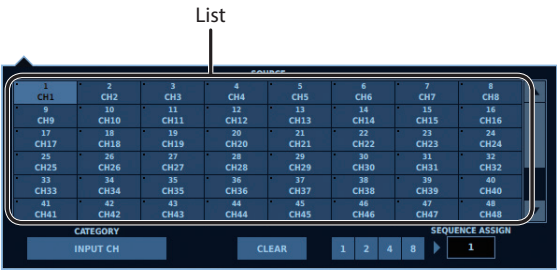 List
SOURCE
1 2 3 4 5 6 7 8
CH1 CH2 CH3 CH4 CH5 CH6 CH7 CH8
9 10 11 12 13 14 15 16
CH9 CH10 CH11 CH12 CH13 CH14 CH15 CH16
17 18 19 20 21 22 23 24
CH17 CH18 CH19 CH20 CH21 CH22 CH23 CH24
25 26 27 28 29 30 31 32
CH25 CH26 CH27 CH28 CH29 CH30 CH31 CH32
33 34 35 36 37 38 39 40
CH33 CH34 CH35 CH36 CH37 CH38 CH39 CH40
41 42 43 44 45 46 47 48
CH41 CH42 CH43 CH44 CH45 CH46 CH47 CH48
CATEGORY SEQUENCE ASSIGN
INPUT CH CLEAR 1 2 4 8 1